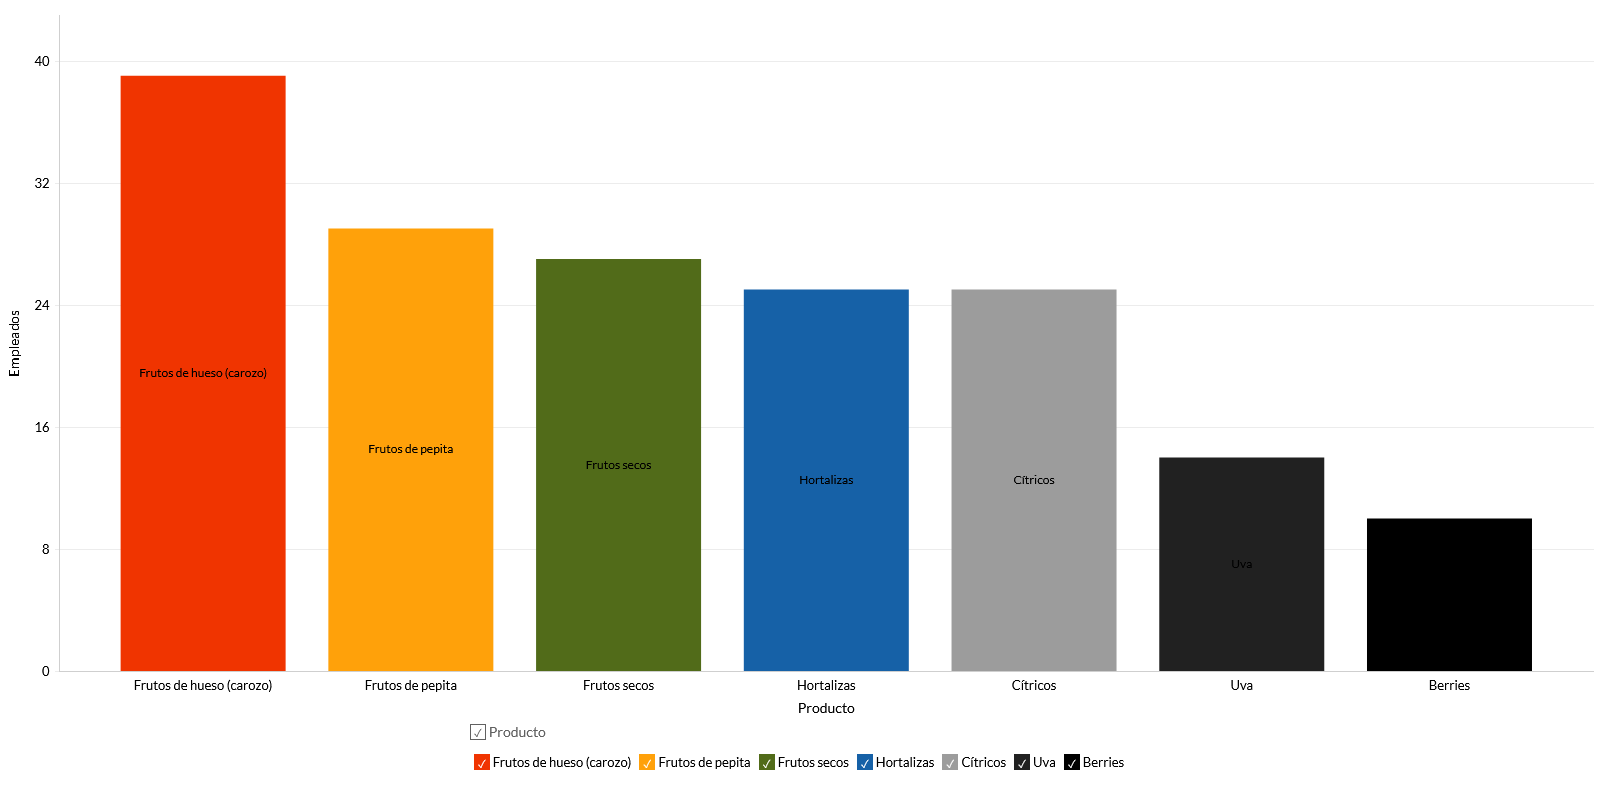 40
32
24
16
8
0
Empleados
Frutos de hueso (carozo)
Frutos de pepita
Frutos secos
Hortalizas
Cítricos
Uva
Frutos de hueso (carozo) Frutos de pepita Frutos secos Hortalizas Cítricos Uva Berries
Producto
Producto
Frutos de hueso (carozo) Frutos de pepita Frutos secos Hortalizas Cítricos Uva Berries